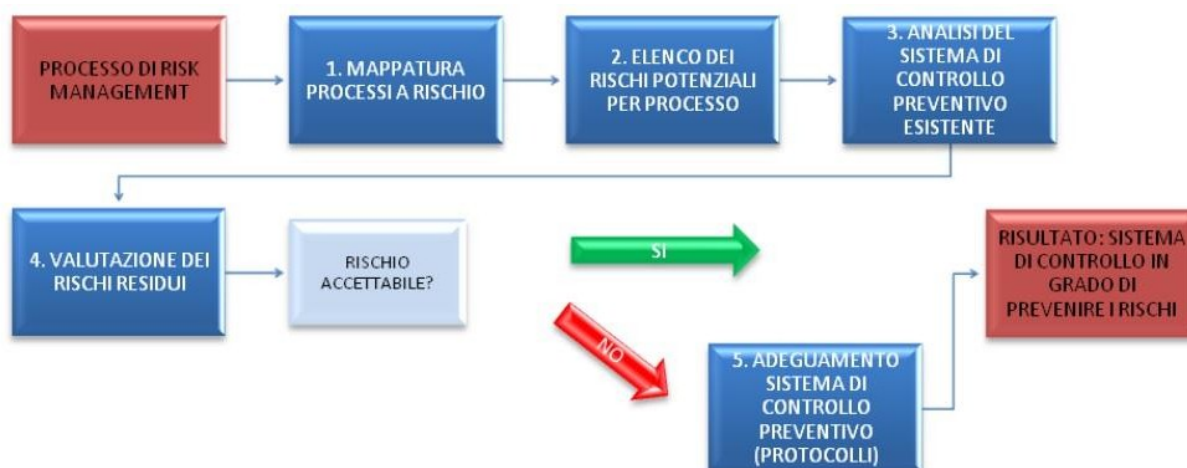 PROCESSO DI RISK
MANAGEMENT
1. MAPPATURA
PROCESSI A RISCHIO
2. ELENCO DEI
RISCHI POTENZIALI
PER PROCESSO
3. ANALISI DEL
SISTEMA DI
CONTROLLO
PREVENTIVO
ESISTENTE
4. VALUTAZIONE DEI
RISCHI RESIDUI
RISCHIO
ACCETTABILE?
SI
NO
5. ADEGUAMENTO
SISTEMA DI
CONTROLLO
PREVENTIVO
(PROTOCOLLI)
RISULTATO: SISTEMA
DI CONTROLLO IN
GRADO DI
PREVENIRE I RISCHI